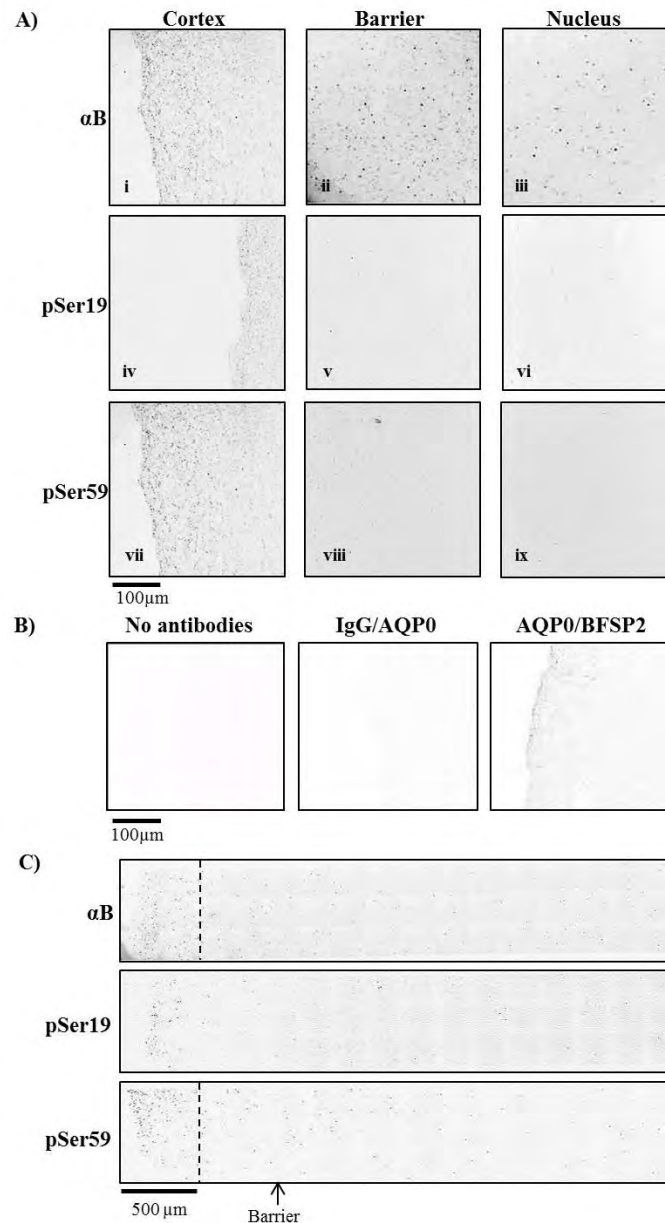 A)
Cortex Barrier Nucleus
αB
i ii iii
pSer19
iv v vi
pSer59
vii viii ix
100μm
B)
No antibodies IgG/AQP0 AQP0/BFSP2
100μm
C)
αB
pSer19
pSer59
500 μm
Barrier